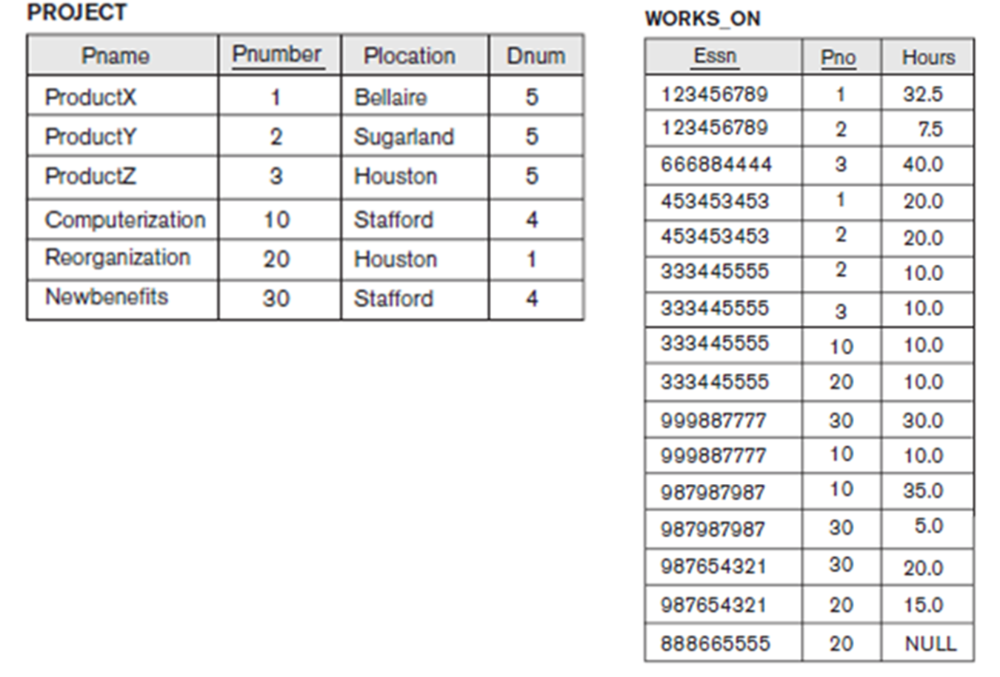 PROJECT
Pname Pnumber Plocation Dnum
ProductX 1 Bellaire 5
ProductY 2 Sugarland 5
ProductZ 3 Houston 5
Computerization 10 Stafford 4
Reorganization 20 Houston 1
Newbenefits 30 Stafford 4
WORKS_ON
Essn Pno Hours
123456789 1 32.5
123456789 2 7.5
666884444 3 40.0
453453453 1 20.0
453453453 2 20.0
333445555 2 10.0
333445555 3 10.0
333445555 10 10.0
333445555 20 10.0
999887777 30 30.0
999887777 10 10.0
987987987 10 35.0
987987987 30 5.0
987654321 30 20.0
987654321 20 15.0
888665555 20 NULL